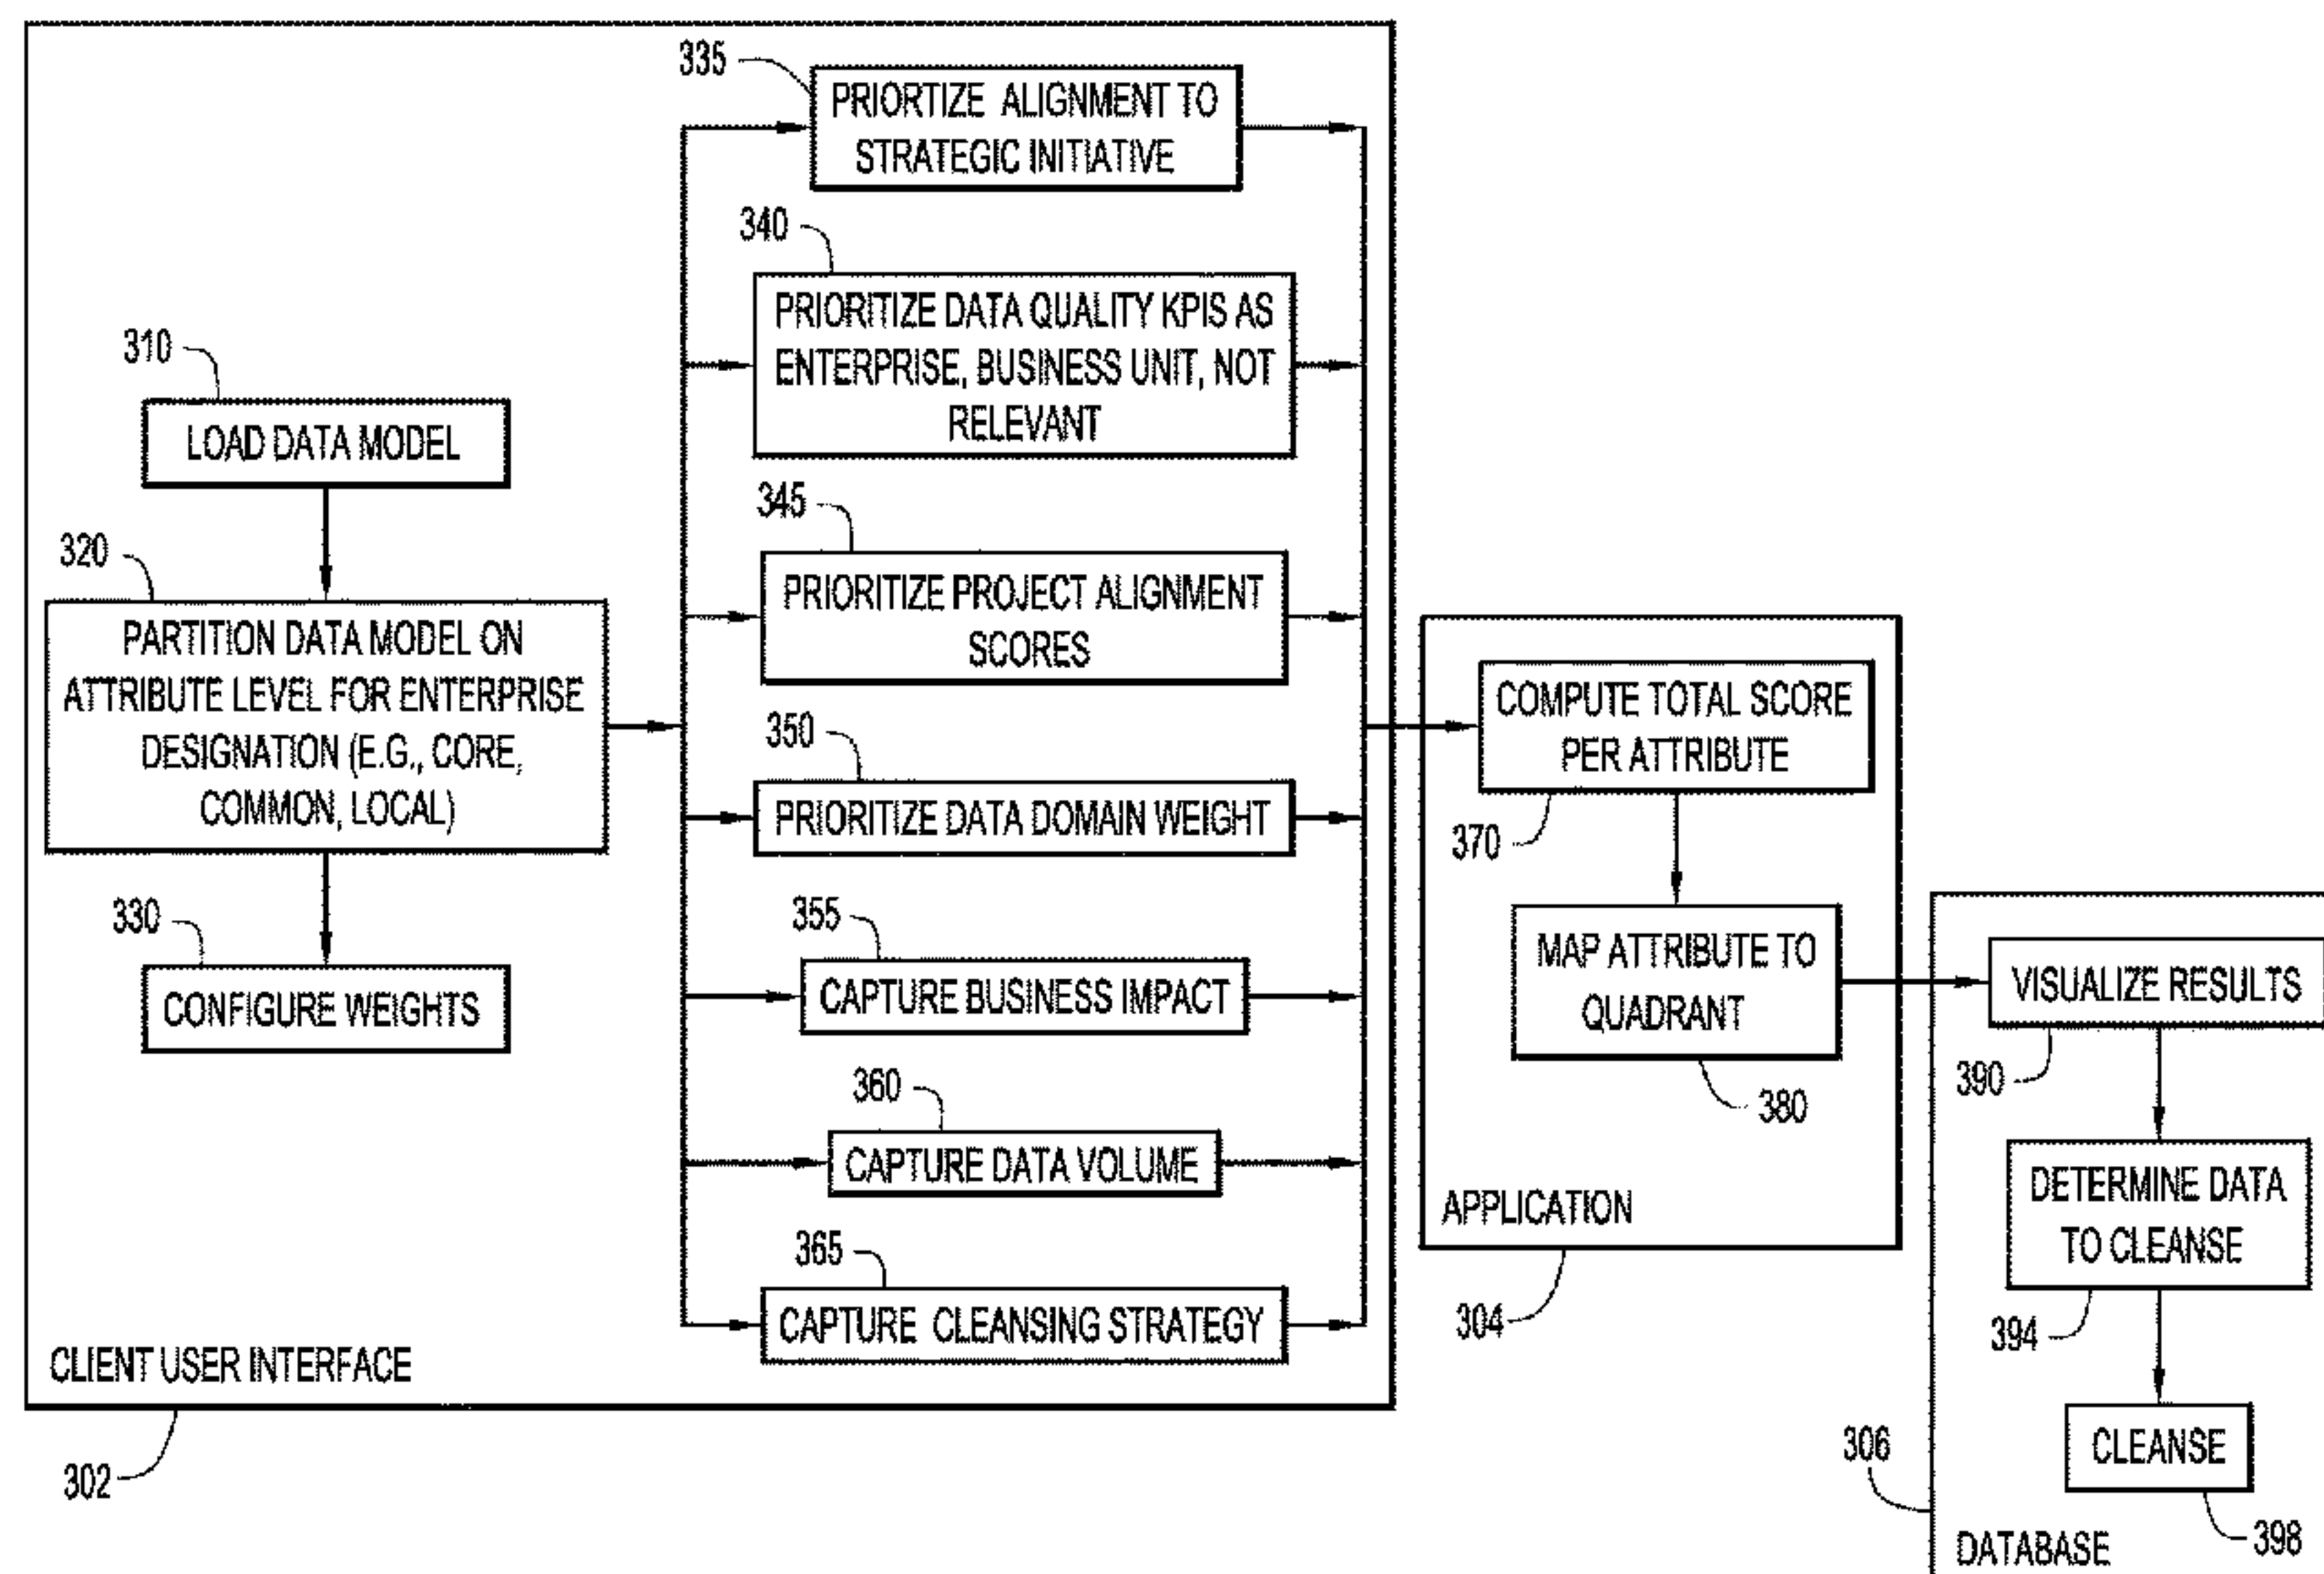 310
LOAD DATA MODEL
320
PARTITION DATA MODEL ON
ATTRIBUTE LEVEL FOR ENTERPRISE
DESIGNATION (E.G., CORE,
COMMON, LOCAL)
330
CONFIGURE WEIGHTS
335
PRIORTIZE ALIGNMENT TO
STRATEGIC INITIATIVE
340
PRIORITIZE DATA QUALITY KPIS AS
ENTERPRISE, BUSINESS UNIT, NOT
RELEVANT
345
PRIORITIZE PROJECT ALIGNMENT
SCORES
350
PRIORITIZE DATA DOMAIN WEIGHT
355
CAPTURE BUSINESS IMPACT
360
CAPTURE DATA VOLUME
365
CAPTURE CLEANSING STRATEGY
CLIENT USER INTERFACE
302
COMPUTE TOTAL SCORE
PER ATTRIBUTE
370
MAP ATTRIBUTE TO
QUADRANT
380
APPLICATION
304
VISUALIZE RESULTS
390
DETERMINE DATA
TO CLEANSE
394
CLEANSE
398
306
DATABASE